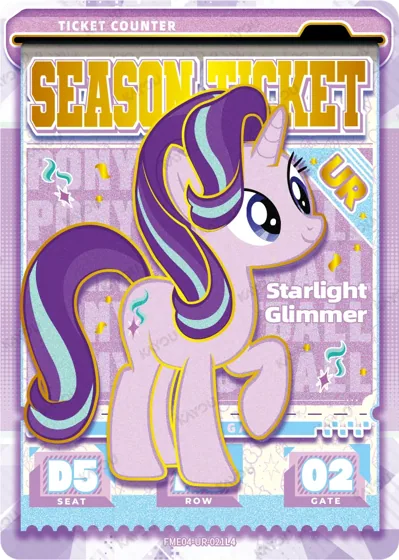 TICKET COUNTER
SEASON TICKET
UR
Starlight
Glimmer
D5
02
SEAT
ROW
GATE
FME04-UR-021L4